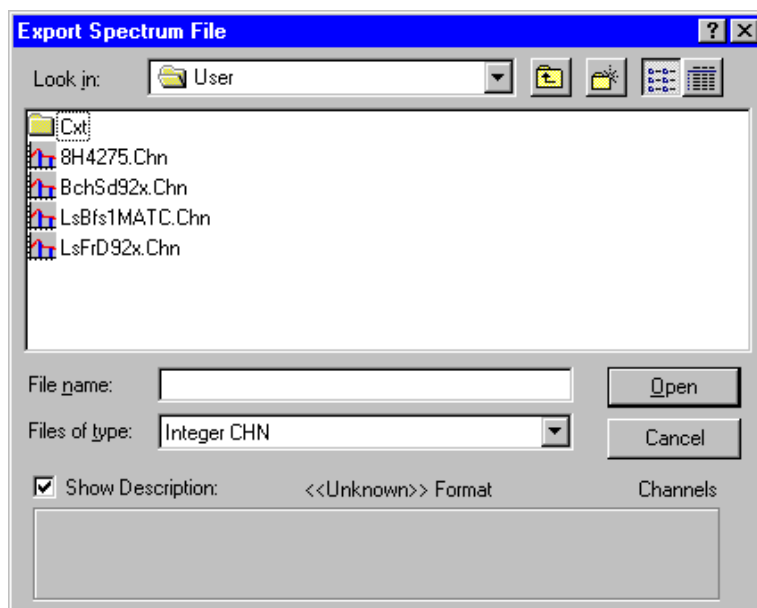 Export Spectrum File
Look in: User
Cxt
8H4275.Chn
BchSd92x.Chn
LsBfs1MATC.Chn
LsFrD92x.Chn
File name: Open
Files of type: Integer CHN Cancel
Show Description: <<Unknown>> Format Channels